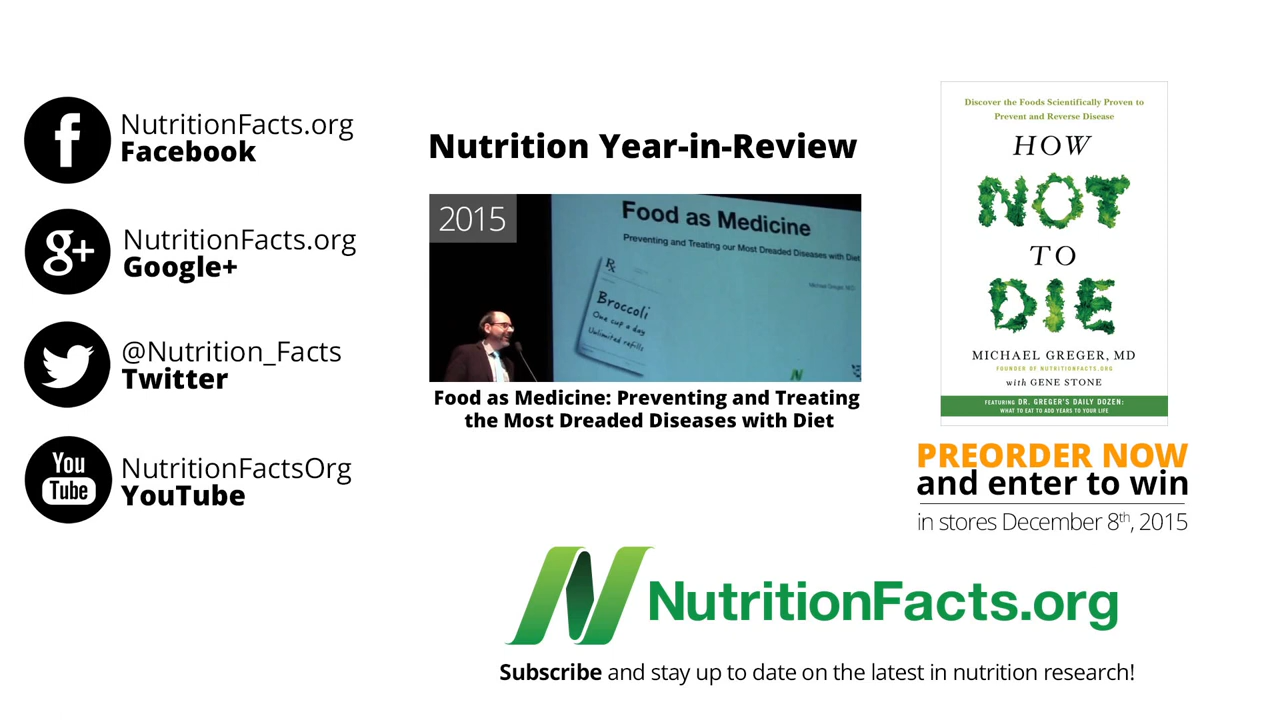 f
NutritionFacts.org
Facebook
g+
NutritionFacts.org
Google+
@Nutrition_Facts
Twitter
You
Tube
NutritionFactsOrg
YouTube
Nutrition Year-in-Review
2015
Food as Medicine
Preventing and Treating our Most Dreaded Diseases with Diet
Rx
Broccoli
One cup a day
Unlimited refills
Food as Medicine: Preventing and Treating
the Most Dreaded Diseases with Diet
Discover the Foods Scientifically Proven to
Prevent and Reverse Disease
HOW
NOT
TO
DIE
MICHAEL GREGER, MD
FOUNDER OF NUTRITIONFACTS.ORG
with GENE STONE
FEATURING DR. GREGER'S DAILY DOZEN:
WHAT TO EAT TO ADD YEARS TO YOUR LIFE
PREORDER NOW
and enter to win
in stores December 8th, 2015
NutritionFacts.org
Subscribe and stay up to date on the latest in nutrition research!